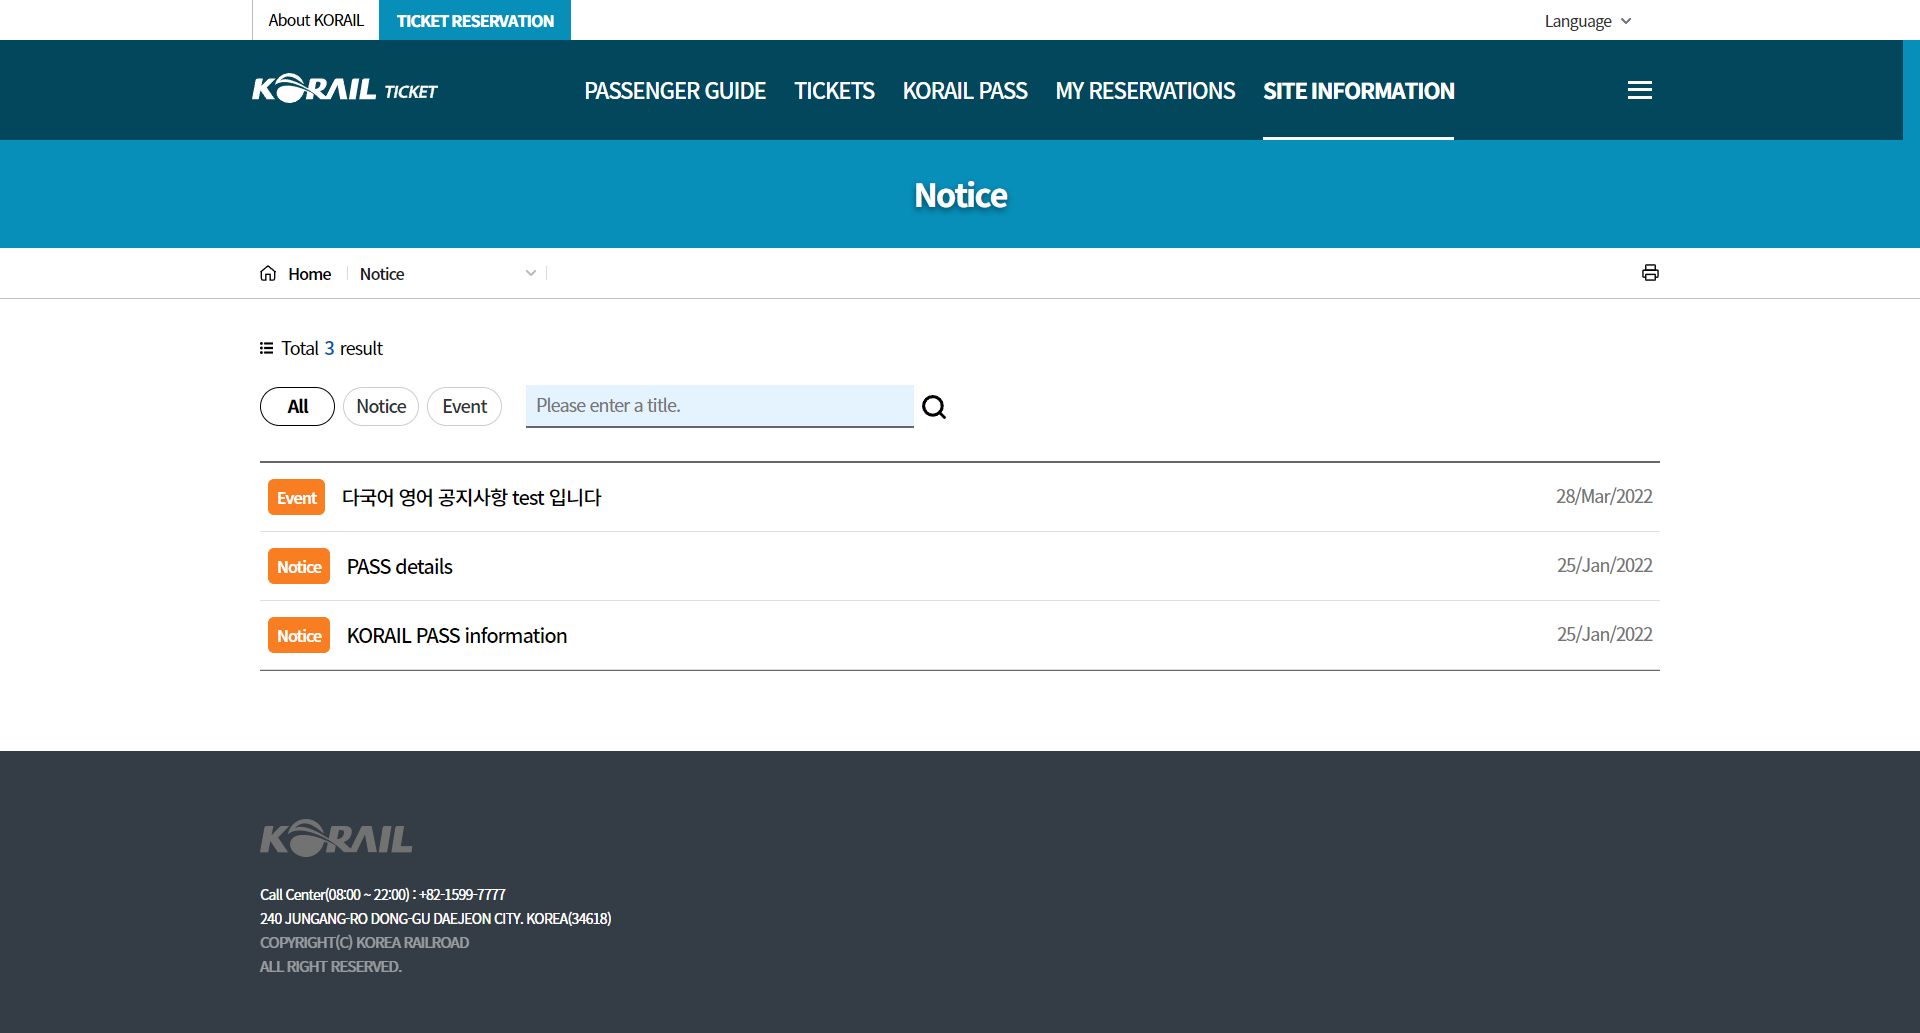 About KORAIL
TICKET RESERVATION
Language
KORAIL TICKET
PASSENGER GUIDE
TICKETS
KORAIL PASS
MY RESERVATIONS
SITE INFORMATION
Notice
Home
Notice
Total 3 result
All
Notice
Event
Please enter a title.
Event 다국어 영어 공지사항 test 입니다 28/Mar/2022
Notice PASS details 25/Jan/2022
Notice KORAIL PASS information 25/Jan/2022
KORAIL
Call Center(08:00 ~ 22:00) : +82-1599-7777
240 JUNGANG-RO DONG-GU DAEJEON CITY. KOREA(34618)
COPYRIGHT(C) KOREA RAILROAD
ALL RIGHT RESERVED.